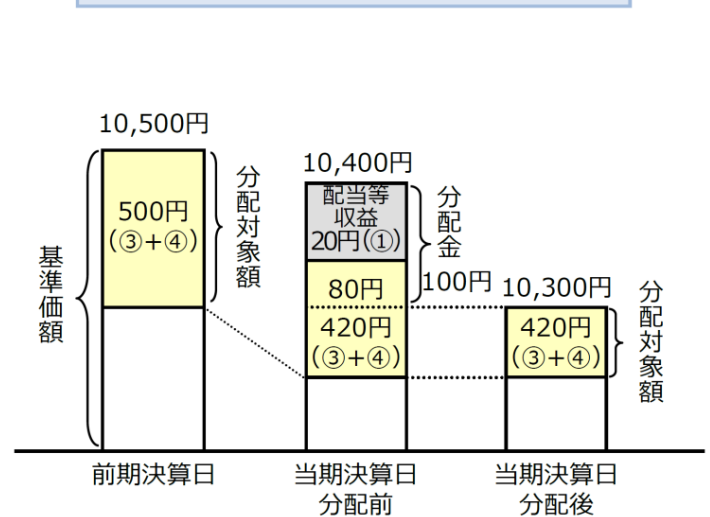 10,500円
500円
(③+④)
分配対象額
基準価額
前期決算日
10,400円
配当等
収益
20円(①)
80円
420円
(③+④)
分配金
100円
当期決算日
分配前
10,300円
420円
(③+④)
分配対象額
当期決算日
分配後